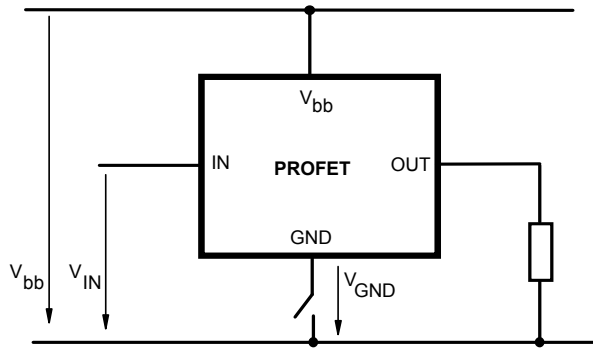 Vbb
IN
PROFET
OUT
GND
Vbb
VIN
VGND